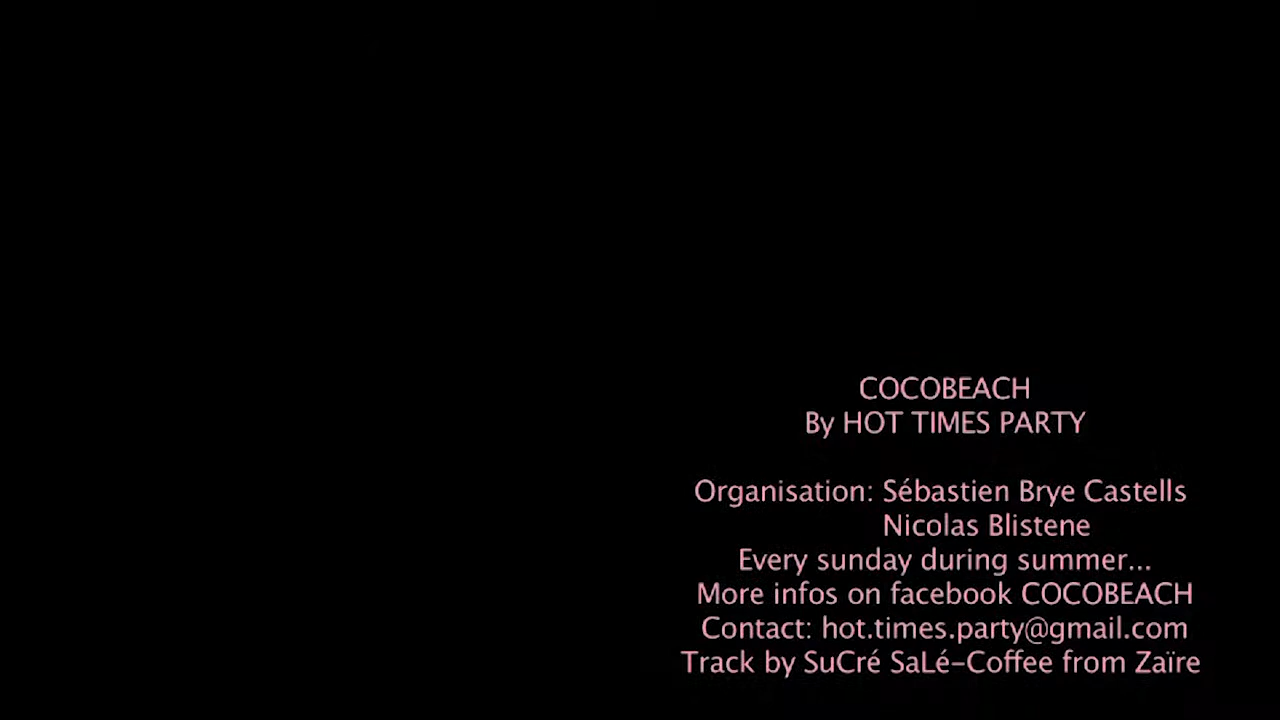 COCOBEACH
By HOT TIMES PARTY
Organisation: Sébastien Brye Castells
Nicolas Blistene
Every sunday during summer...
More infos on facebook COCOBEACH
Contact: hot.times.party@gmail.com
Track by SuCré SaLé-Coffee from Zaïre